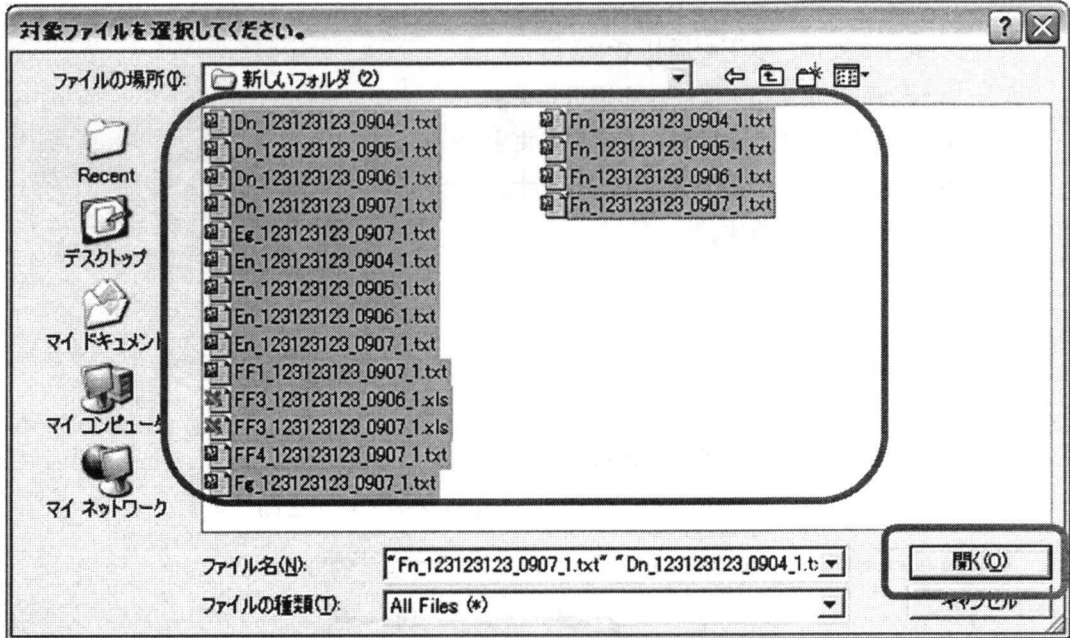 対象ファイルを選択してください。
ファイルの場所(I):
新しいフォルダ (2)
Recent
デスクトップ
マイ ドキュメント
マイ コンピュータ
マイ ネットワーク
Dn_123123123_0904_1.txt
Dn_123123123_0905_1.txt
Dn_123123123_0906_1.txt
Dn_123123123_0907_1.txt
Eg_123123123_0907_1.txt
En_123123123_0904_1.txt
En_123123123_0905_1.txt
En_123123123_0906_1.txt
En_123123123_0907_1.txt
FF1_123123123_0907_1.txt
FF3_123123123_0906_1.xls
FF3_123123123_0907_1.xls
FF4_123123123_0907_1.txt
Fg_123123123_0907_1.txt
Fn_123123123_0904_1.txt
Fn_123123123_0905_1.txt
Fn_123123123_0906_1.txt
Fn_123123123_0907_1.txt
ファイル名(N):
"Fn_123123123_0907_1.txt" "Dn_123123123_0904_1.t
開く(O)
ファイルの種類(T):
All Files (*)
キャンセル